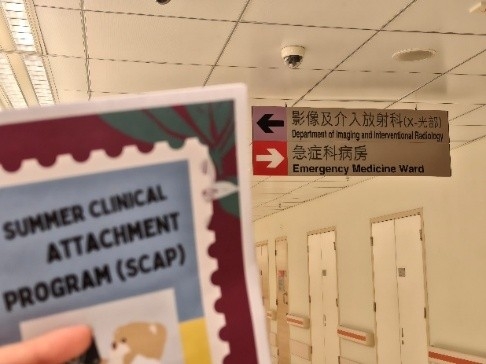 影像及介入放射科(X-光部)
Department of Imaging and Interventional Radiology
急症科病房
Emergency Medicine Ward
SUMMER CLINICAL
ATTACHMENT
PROGRAM (SCAP)